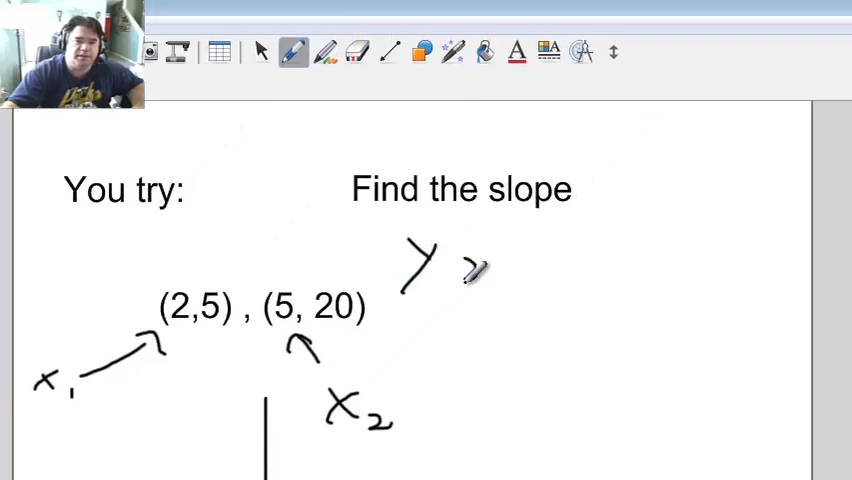 You try: Find the slope
y
(2,5) , (5, 20)
x₁
x₂